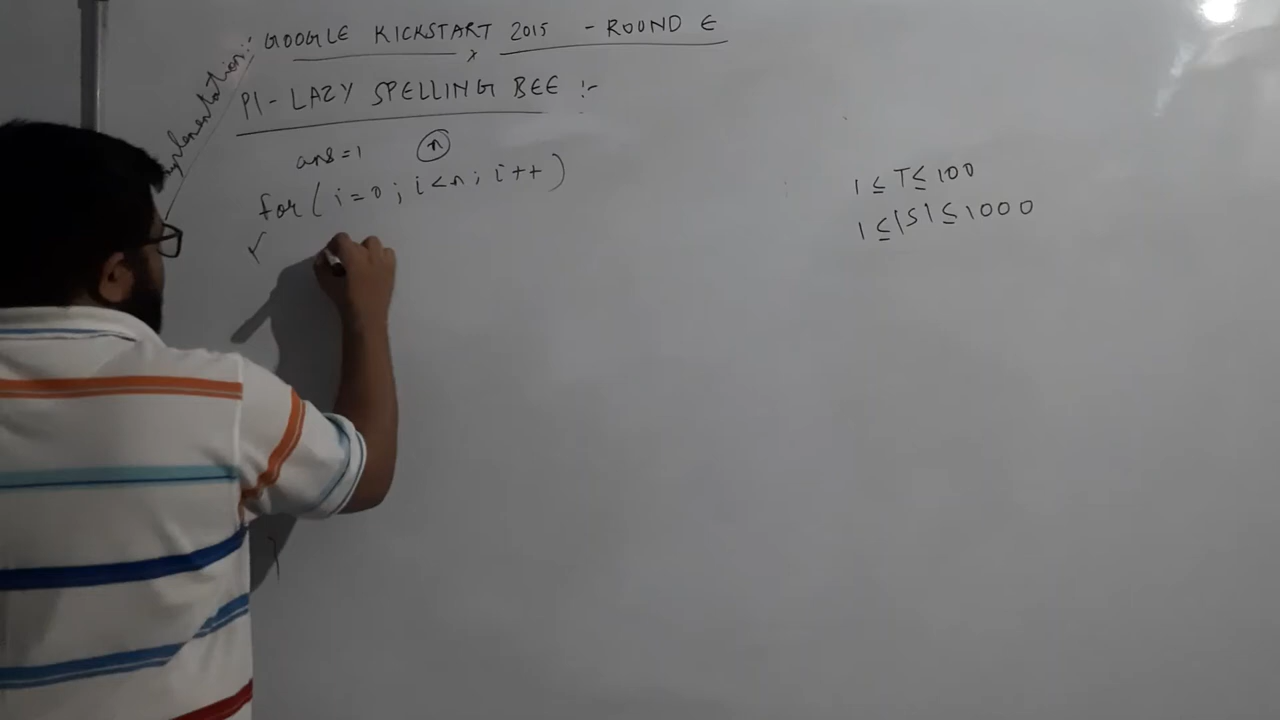 GOOGLE KICKSTART 2015 - ROUND E
P1 - LAZY SPELLING BEE :-
ans=1 n
for ( i=0 ; i<n ; i++ )
1 ≤ T ≤ 100
1 ≤ |S| ≤ 1000